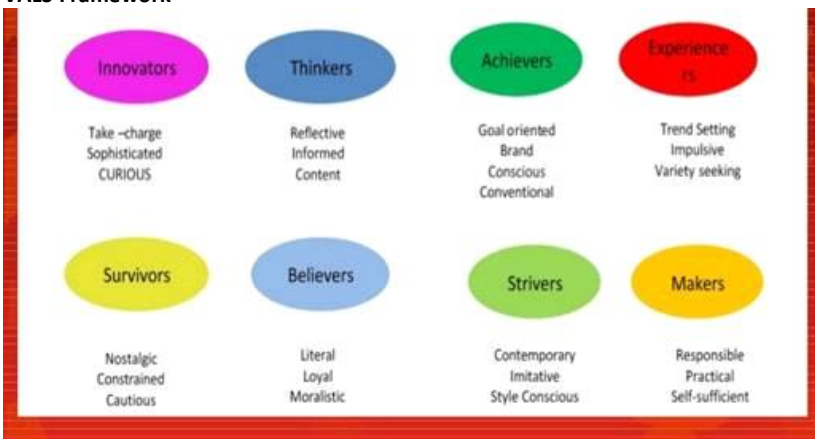 Innovators
Thinkers
Achievers
Experience
rs
Take –charge
Sophisticated
CURIOUS
Reflective
Informed
Content
Goal oriented
Brand
Conscious
Conventional
Trend Setting
Impulsive
Variety seeking
Survivors
Believers
Strivers
Makers
Nostalgic
Constrained
Cautious
Literal
Loyal
Moralistic
Contemporary
Imitative
Style Conscious
Responsible
Practical
Self-sufficient